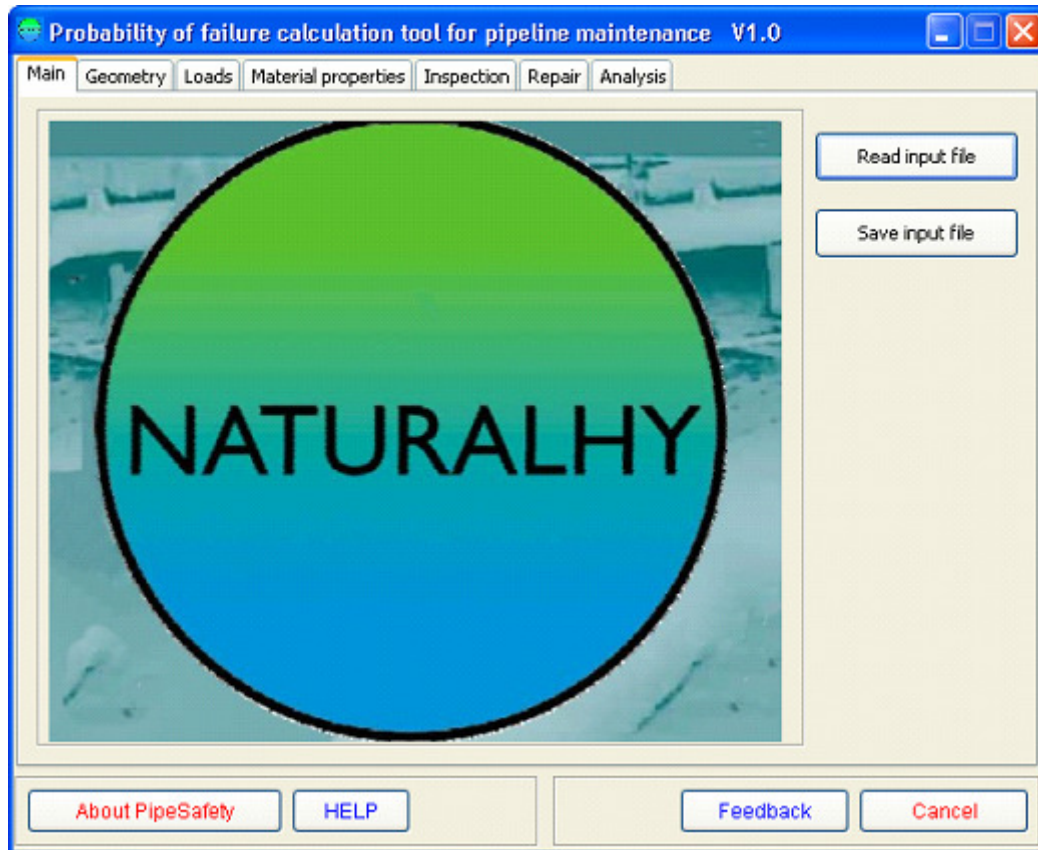 Probability of failure calculation tool for pipeline maintenance V1.0
Main Geometry Loads Material properties Inspection Repair Analysis
Read input file
Save input file
NATURALHY
About PipeSafety HELP Feedback Cancel